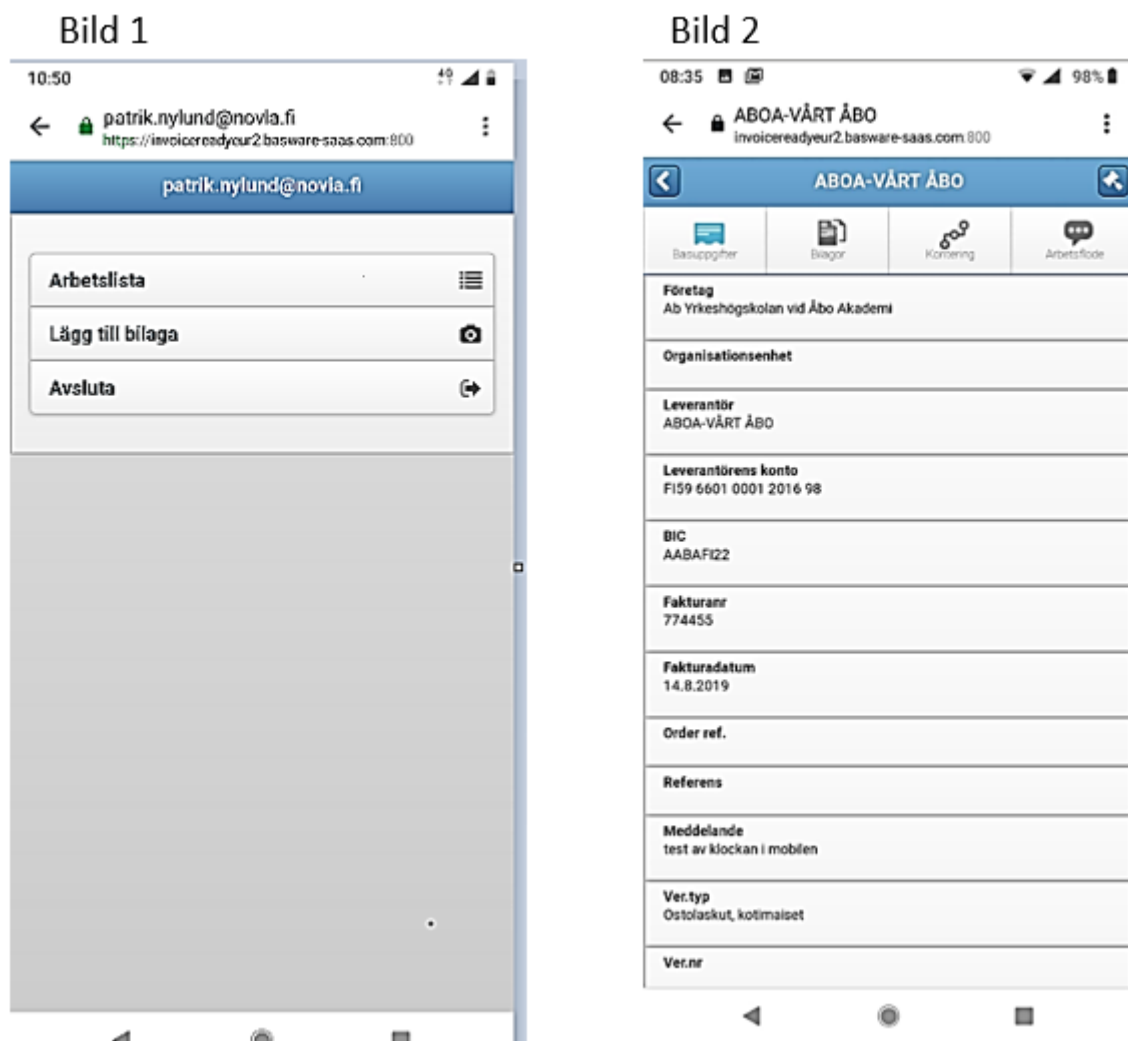 Bild 1
10:50
patrik.nylund@novla.fi
https://invoicereadyeur2.basware-saas.com:800
patrik.nylund@novia.fi
Arbetslista
Lägg till bilaga
Avsluta
Bild 2
08:35 98%
ABOA-VÅRT ÅBO
invoicereadyeur2.basware-saas.com:800
ABOA-VÅRT ÅBO
Basuppgifter Bilagor Kontering Arbetsflöde
Företag
Ab Yrkeshögskolan vid Åbo Akademi
Organisationsenhet
Leverantör
ABOA-VÅRT ÅBO
Leverantörens konto
FI59 6601 0001 2016 98
BIC
AABAFI22
Fakturanr
774455
Fakturadatum
14.8.2019
Order ref.
Referens
Meddelande
test av klockan i mobilen
Ver.typ
Ostolaskut, kotimaiset
Ver.nr